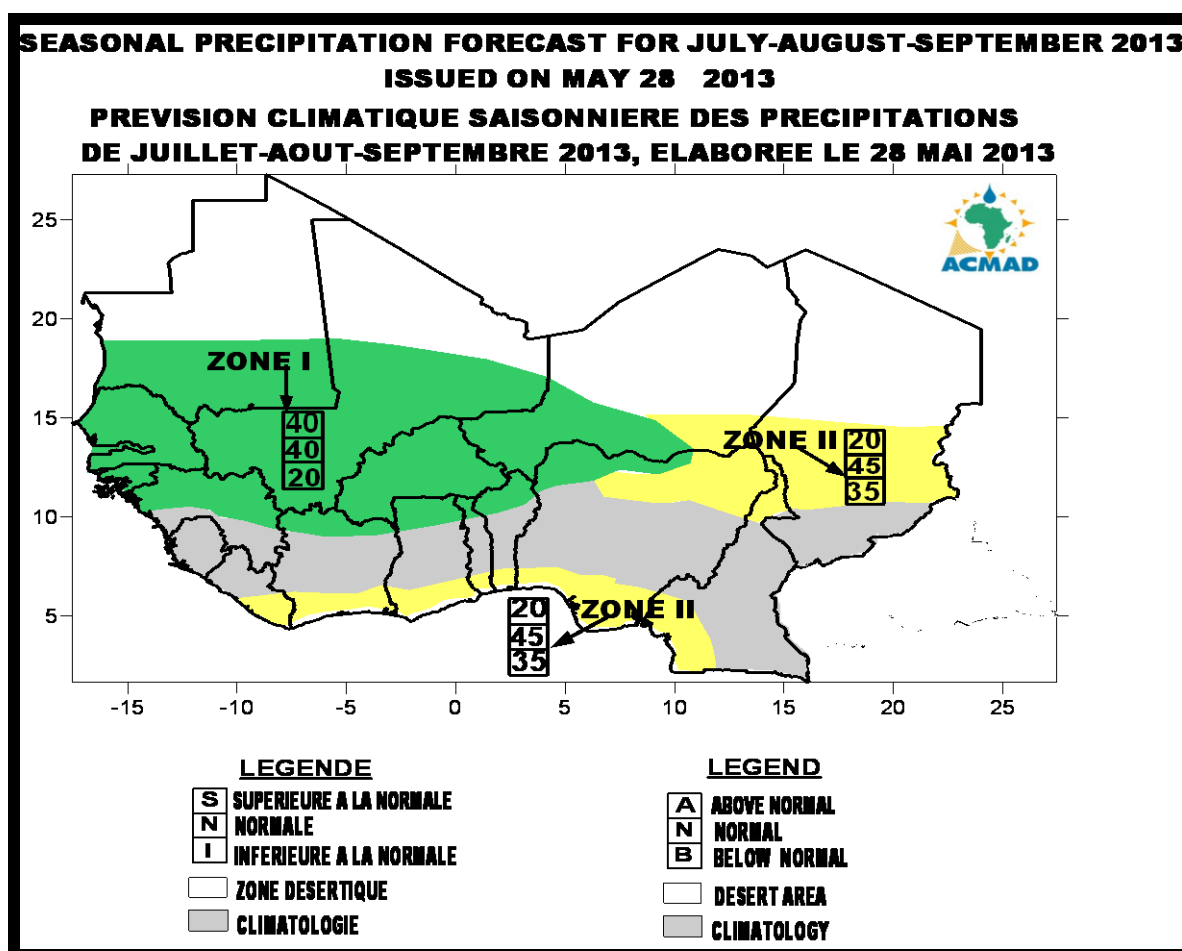 SEASONAL PRECIPITATION FORECAST FOR JULY-AUGUST-SEPTEMBER 2013
ISSUED ON MAY 28 2013
PREVISION CLIMATIQUE SAISONNIERE DES PRECIPITATIONS
DE JUILLET-AOUT-SEPTEMBRE 2013, ELABOREE LE 28 MAI 2013
ACMAD
25
20
15
10
5
ZONE I
40
40
20
ZONE II
20
45
35
ZONE II
20
45
35
-15 -10 -5 0 5 10 15 20 25
LEGENDE
S SUPERIEURE A LA NORMALE
N NORMALE
I INFERIEURE A LA NORMALE
ZONE DESERTIQUE
CLIMATOLOGIE
LEGEND
A ABOVE NORMAL
N NORMAL
B BELOW NORMAL
DESERT AREA
CLIMATOLOGY